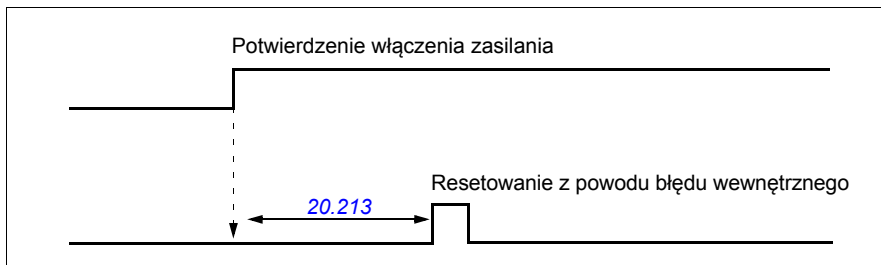 Potwierdzenie włączenia zasilania
Resetowanie z powodu błędu wewnętrznego
20.213